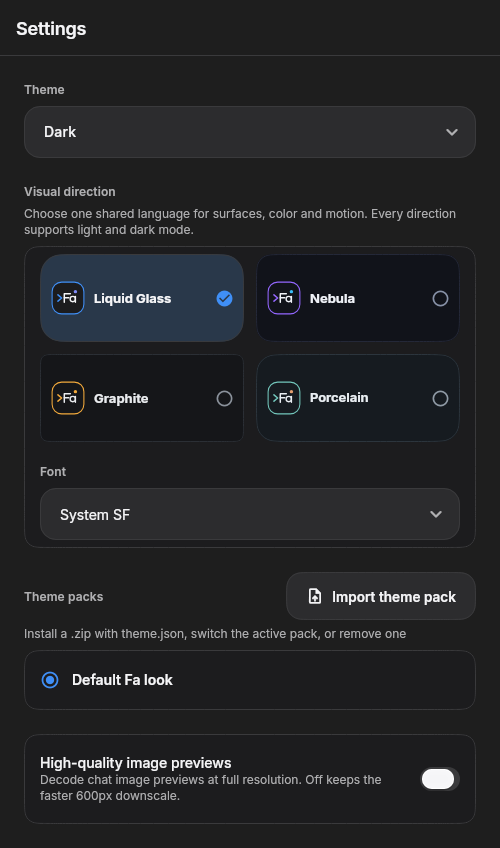 Settings
Theme
Dark
Visual direction
Choose one shared language for surfaces, color and motion. Every direction
supports light and dark mode.
>Fa Liquid Glass
>Fa Nebula
>Fa Graphite
>Fa Porcelain
Font
System SF
Theme packs
Import theme pack
Install a .zip with theme.json, switch the active pack, or remove one
Default Fa look
High-quality image previews
Decode chat image previews at full resolution. Off keeps the
faster 600px downscale.